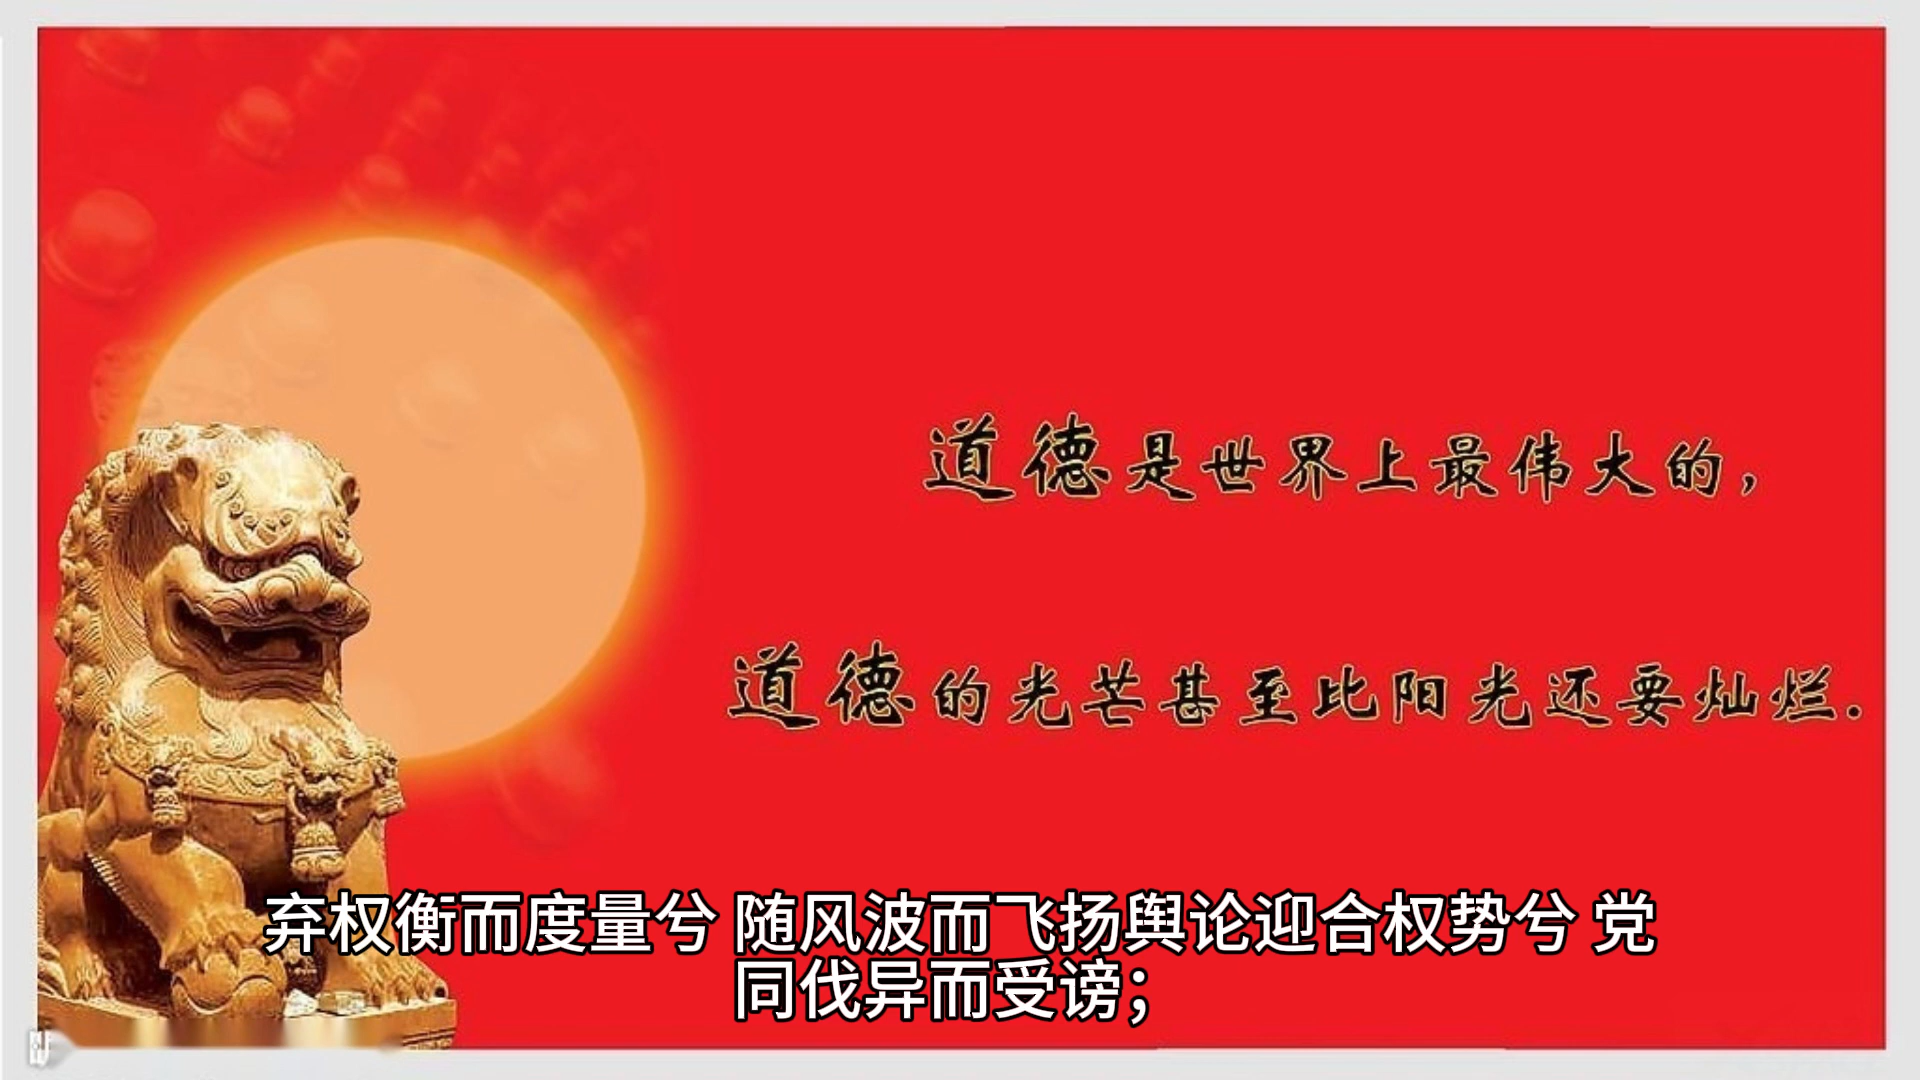 道德是世界上最伟大的，
道德的光芒甚至比阳光还要灿烂.
弃权衡而度量兮 随风波而飞扬舆论迎合权势兮 党
同伐异而受谤；